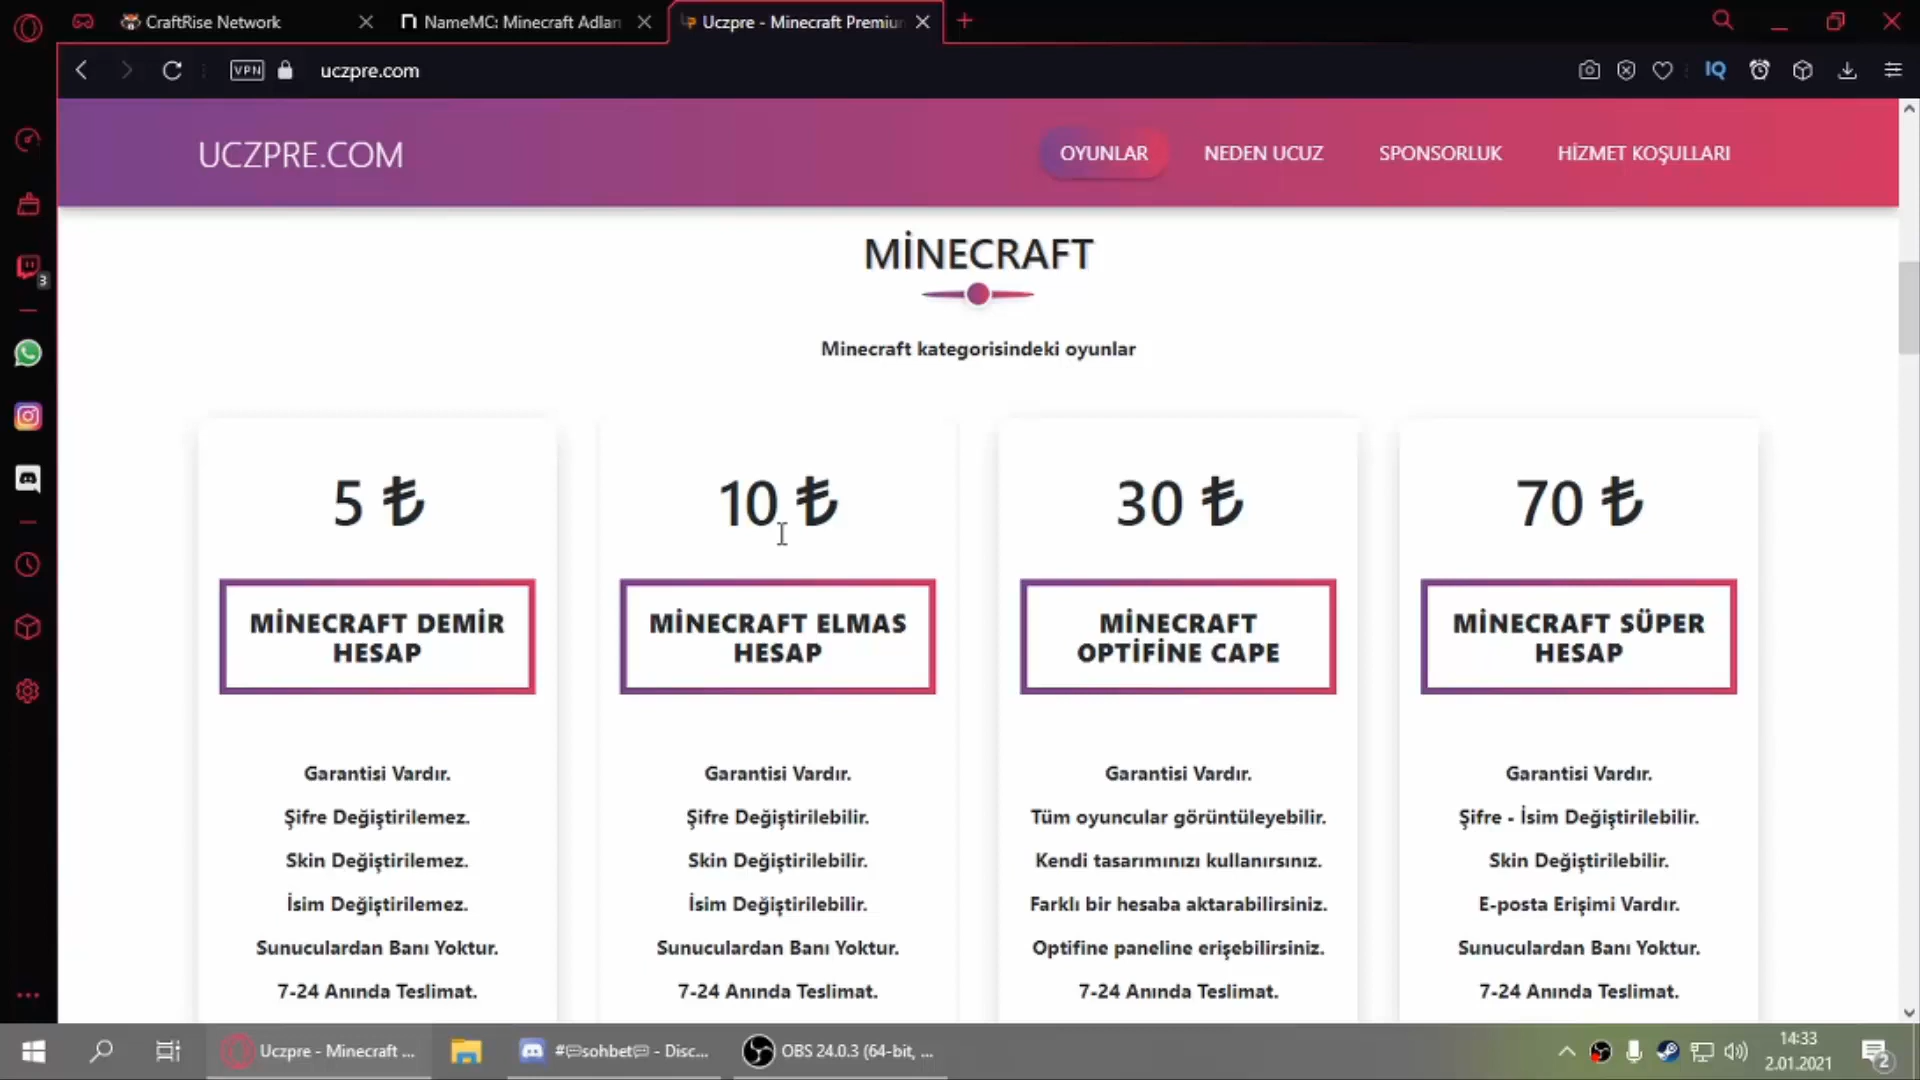 CraftRise Network
NameMC: Minecraft Adları
Uczpre - Minecraft Premium
VPN
uczpre.com
IQ
UCZPRE.COM
OYUNLAR
NEDEN UCUZ
SPONSORLUK
HİZMET KOŞULLARI
3
MİNECRAFT
Minecraft kategorisindeki oyunlar
5 ₺
MİNECRAFT DEMİR
HESAP
Garantisi Vardır.
Şifre Değiştirilemez.
Skin Değiştirilemez.
İsim Değiştirilemez.
Sunuculardan Banı Yoktur.
7-24 Anında Teslimat.
10 ₺
MİNECRAFT ELMAS
HESAP
Garantisi Vardır.
Şifre Değiştirilebilir.
Skin Değiştirilebilir.
İsim Değiştirilebilir.
Sunuculardan Banı Yoktur.
7-24 Anında Teslimat.
30 ₺
MİNECRAFT
OPTİFİNE CAPE
Garantisi Vardır.
Tüm oyuncular görüntüleyebilir.
Kendi tasarımınızı kullanırsınız.
Farklı bir hesaba aktarabilirsiniz.
Optifine paneline erişebilirsiniz.
7-24 Anında Teslimat.
70 ₺
MİNECRAFT SÜPER
HESAP
Garantisi Vardır.
Şifre - İsim Değiştirilebilir.
Skin Değiştirilebilir.
E-posta Erişimi Vardır.
Sunuculardan Banı Yoktur.
7-24 Anında Teslimat.
Uczpre - Minecraft ...
#💬sohbet💬 - Disc...
OBS 24.0.3 (64-bit, ...
14:33
2.01.2021
2